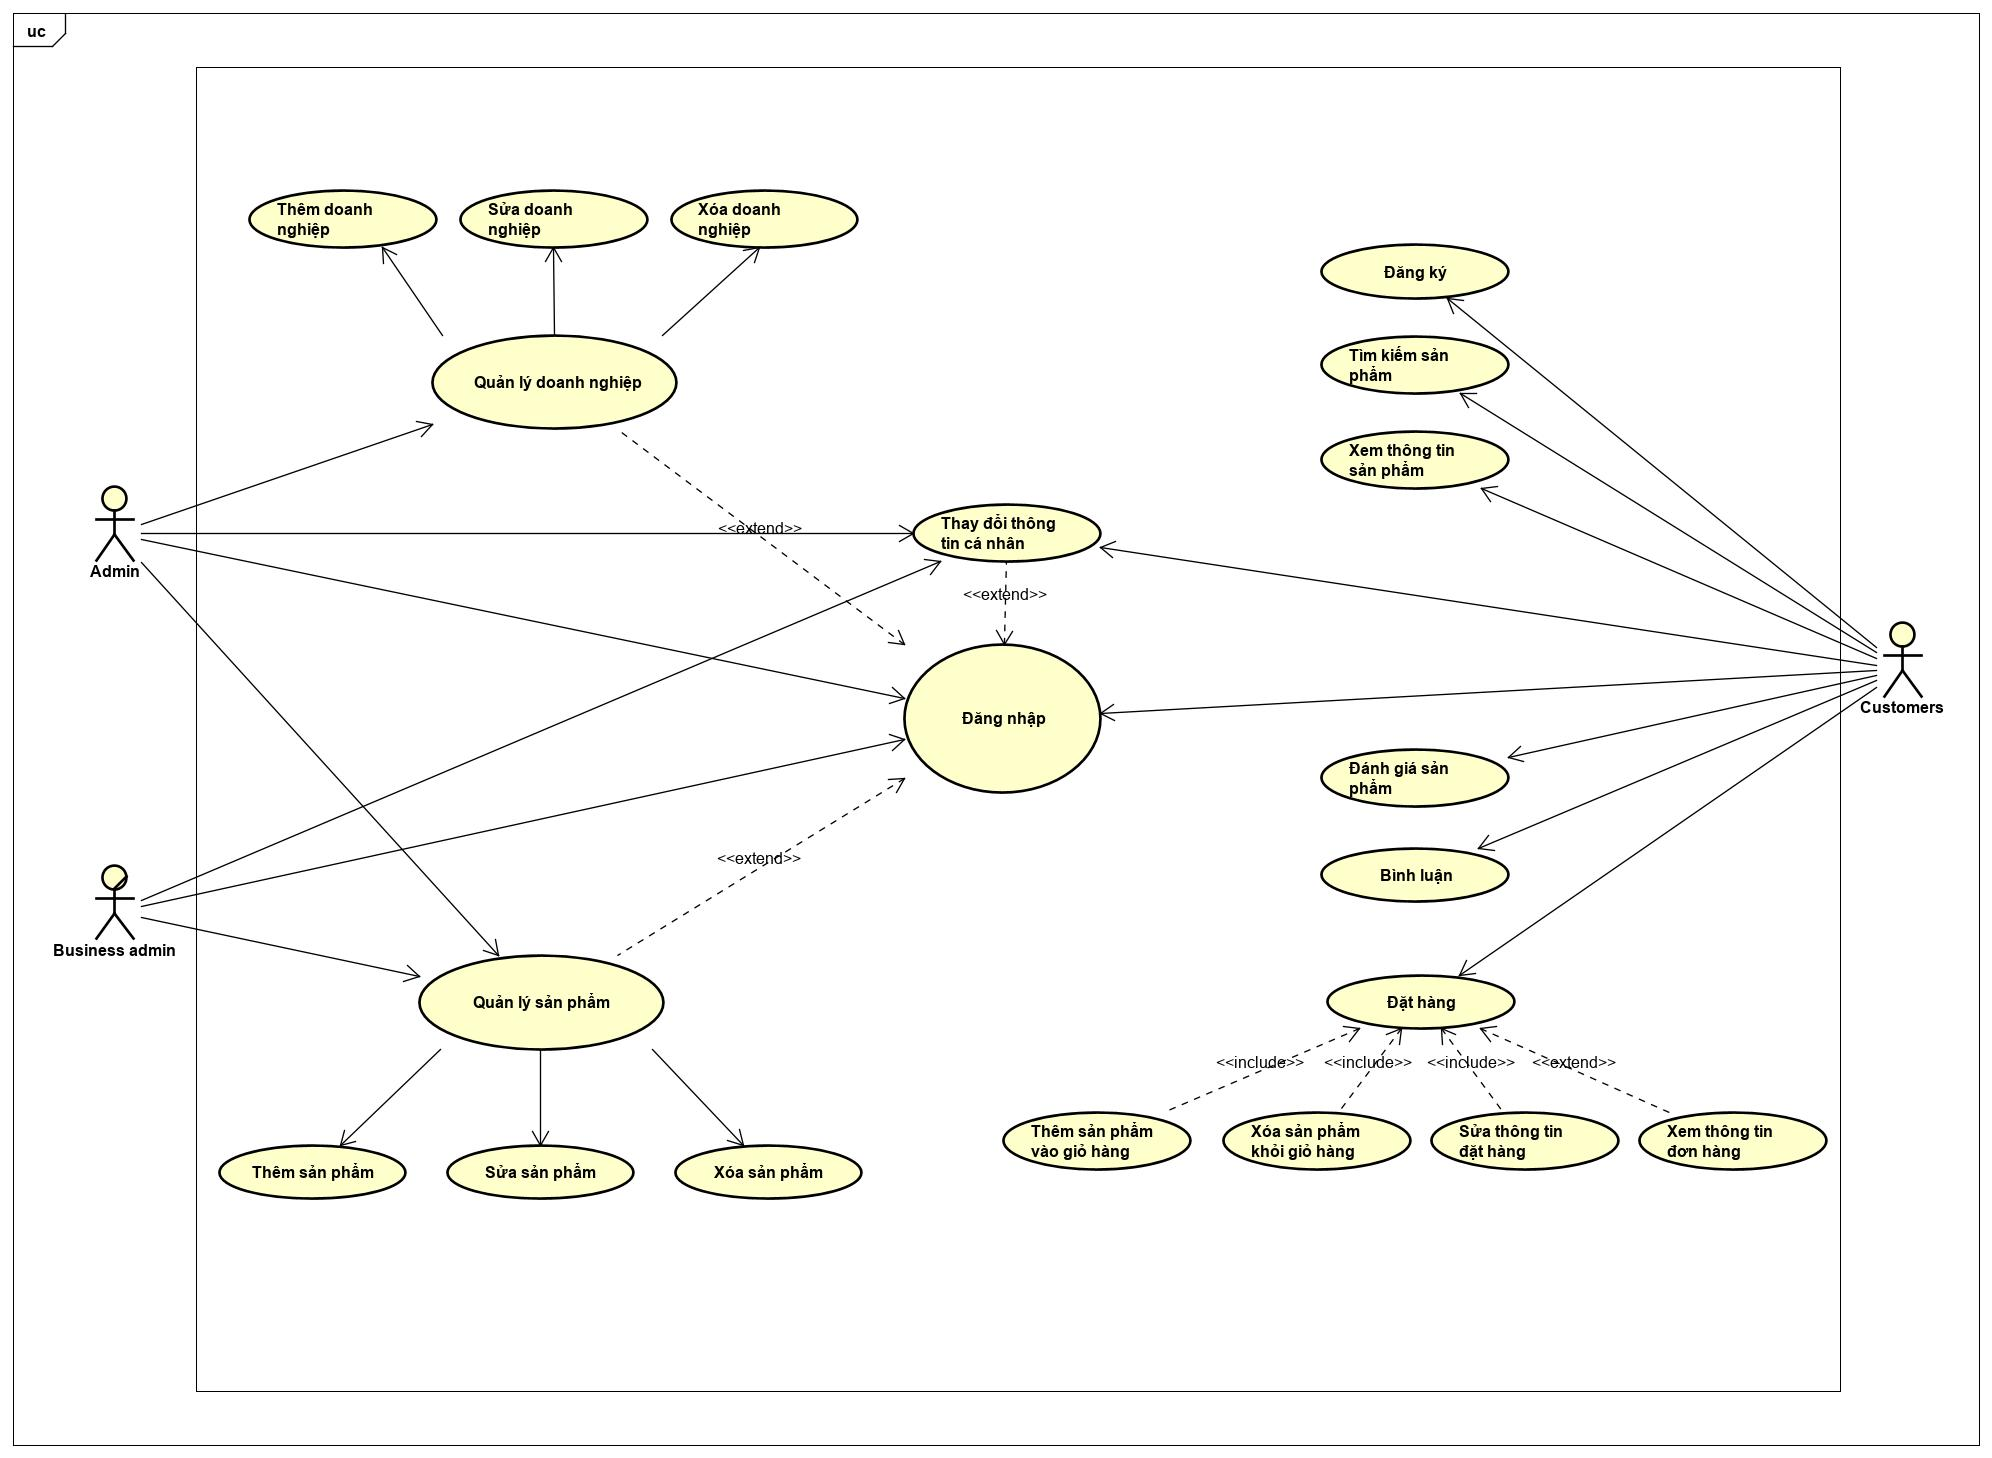 uc
Thêm doanh
nghiệp
Sửa doanh
nghiệp
Xóa doanh
nghiệp
Đăng ký
Tìm kiếm sản
phẩm
Quản lý doanh nghiệp
Xem thông tin
sản phẩm
<<extend>>
Thay đổi thông
tin cá nhân
Admin
<<extend>>
Customers
Đăng nhập
Đánh giá sản
phẩm
<<extend>>
Bình luận
Business admin
Quản lý sản phẩm
Đặt hàng
<<include>>
<<include>>
<<include>>
<<extend>>
Thêm sản phẩm
vào giỏ hàng
Xóa sản phẩm
khỏi giỏ hàng
Sửa thông tin
đặt hàng
Xem thông tin
đơn hàng
Thêm sản phẩm
Sửa sản phẩm
Xóa sản phẩm